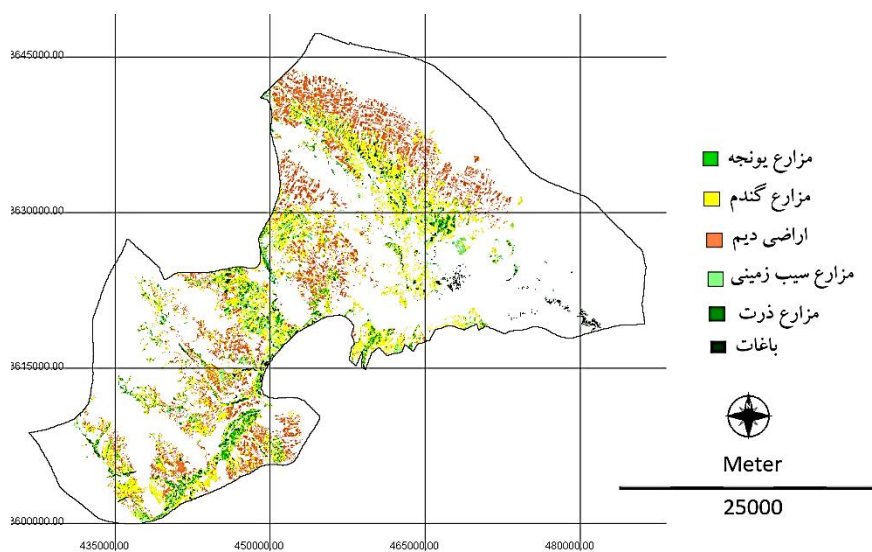 3645000.00
3630000.00
3615000.00
3600000.00
435000.00
450000.00
465000.00
480000.00
مزارع یونجه
مزارع گندم
اراضی دیم
مزارع سیب زمینی
مزارع ذرت
باغات
Meter
25000